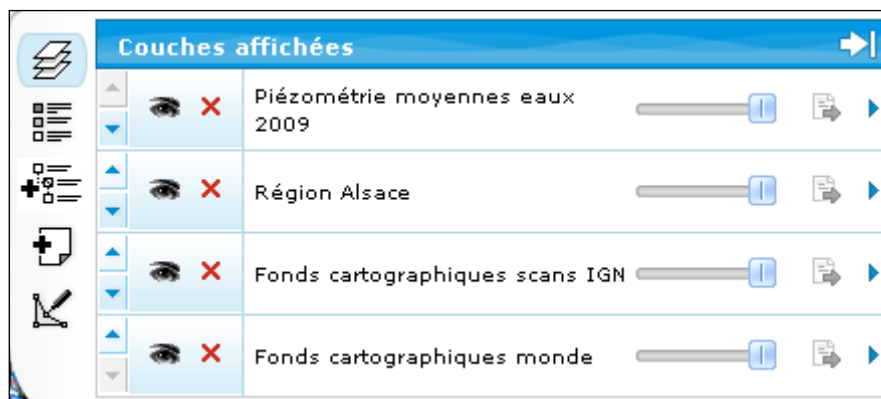 Couches affichées
Piézométrie moyennes eaux
2009
Région Alsace
Fonds cartographiques scans IGN
Fonds cartographiques monde